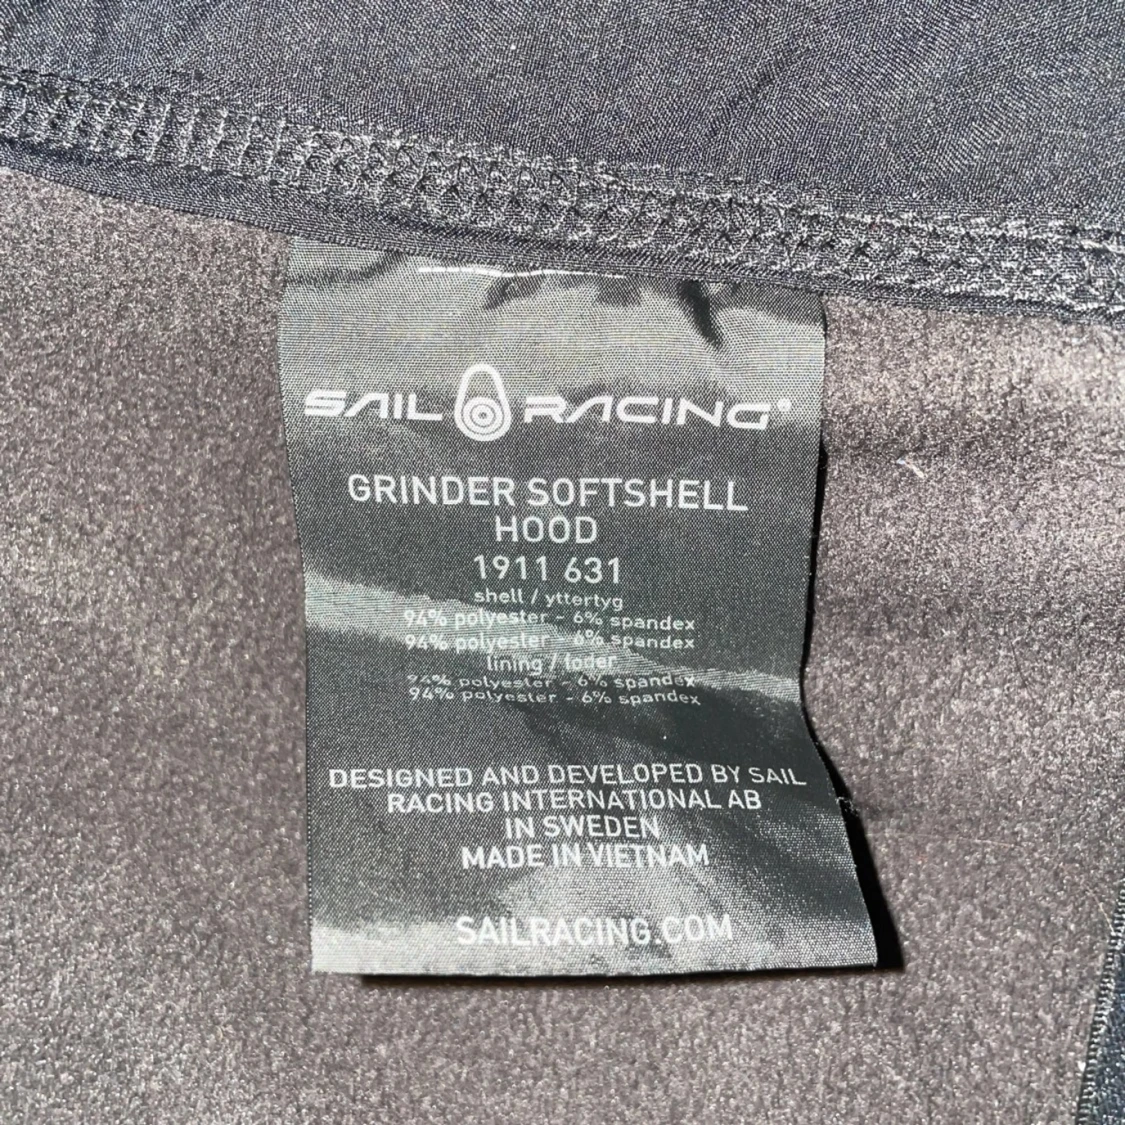 SAIL RACING®
GRINDER SOFTSHELL
HOOD
1911 631
shell / yttertyg
94% polyester - 6% spandex
94% polyester - 6% spandex
lining / foder
94% polyester - 6% spandex
94% polyester - 6% spandex
DESIGNED AND DEVELOPED BY SAIL
RACING INTERNATIONAL AB
IN SWEDEN
MADE IN VIETNAM
SAILRACING.COM